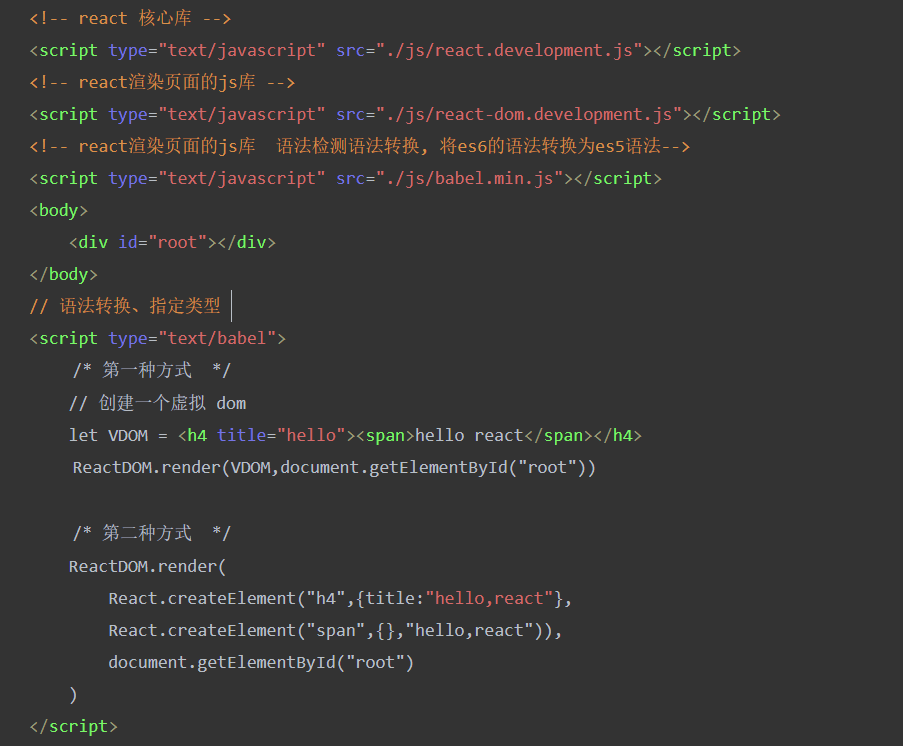 <!-- react 核心库 -->
<script type="text/javascript" src="./js/react.development.js"></script>
<!-- react渲染页面的js库 -->
<script type="text/javascript" src="./js/react-dom.development.js"></script>
<!-- react渲染页面的js库  语法检测语法转换, 将es6的语法转换为es5语法-->
<script type="text/javascript" src="./js/babel.min.js"></script>
<body>
    <div id="root"></div>
</body>
// 语法转换、指定类型
<script type="text/babel">
    /* 第一种方式  */
    // 创建一个虚拟 dom
    let VDOM = <h4 title="hello"><span>hello react</span></h4>
    ReactDOM.render(VDOM,document.getElementById("root"))
    /* 第二种方式  */
    ReactDOM.render(
        React.createElement("h4",{title:"hello,react"},
        React.createElement("span",{},"hello,react")),
        document.getElementById("root")
    )
</script>